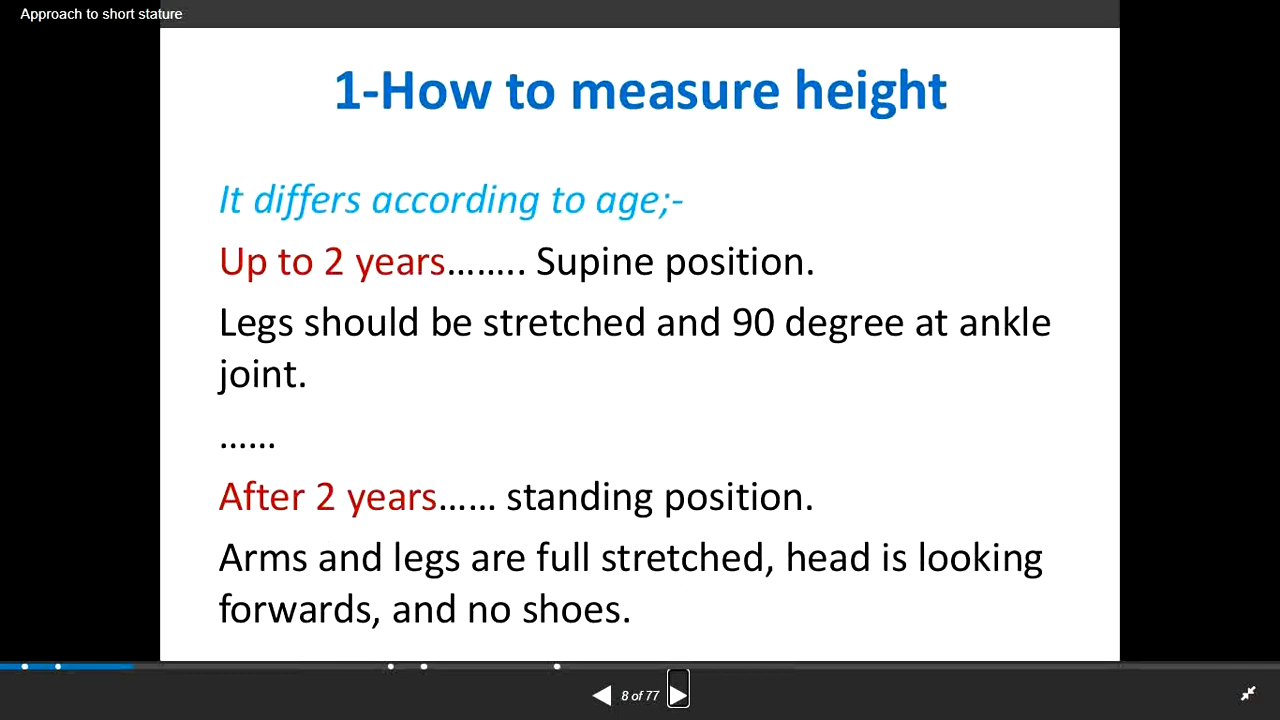 Approach to short stature
1-How to measure height
It differs according to age;-
Up to 2 years…….. Supine position.
Legs should be stretched and 90 degree at ankle
joint.
……
After 2 years…… standing position.
Arms and legs are full stretched, head is looking
forwards, and no shoes.
8 of 77